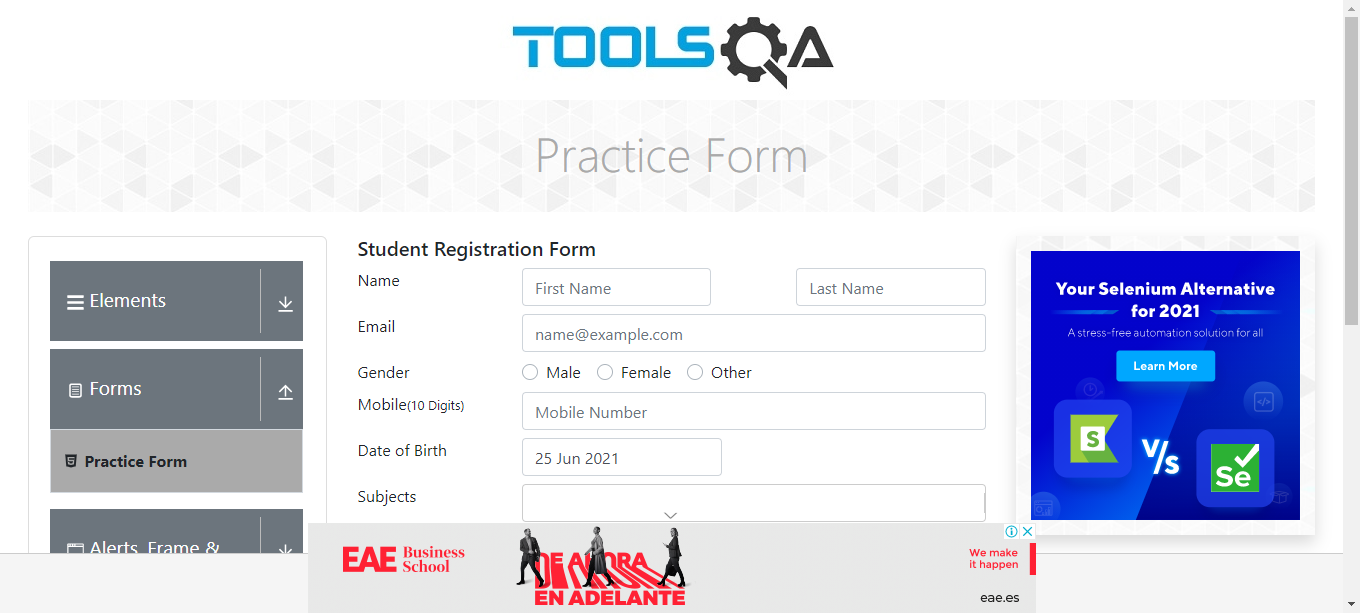 TOOLSQA
Practice Form
Elements
Forms
Practice Form
Alerts, Frame &
Student Registration Form
Name
First Name
Last Name
Email
name@example.com
Gender
Male
Female
Other
Mobile(10 Digits)
Mobile Number
Date of Birth
25 Jun 2021
Subjects
Your Selenium Alternative
for 2021
A stress-free automation solution for all
Learn More
S
V/s
Se
EAE Business
School
DE AHORA
EN ADELANTE
We make
it happen
eae.es